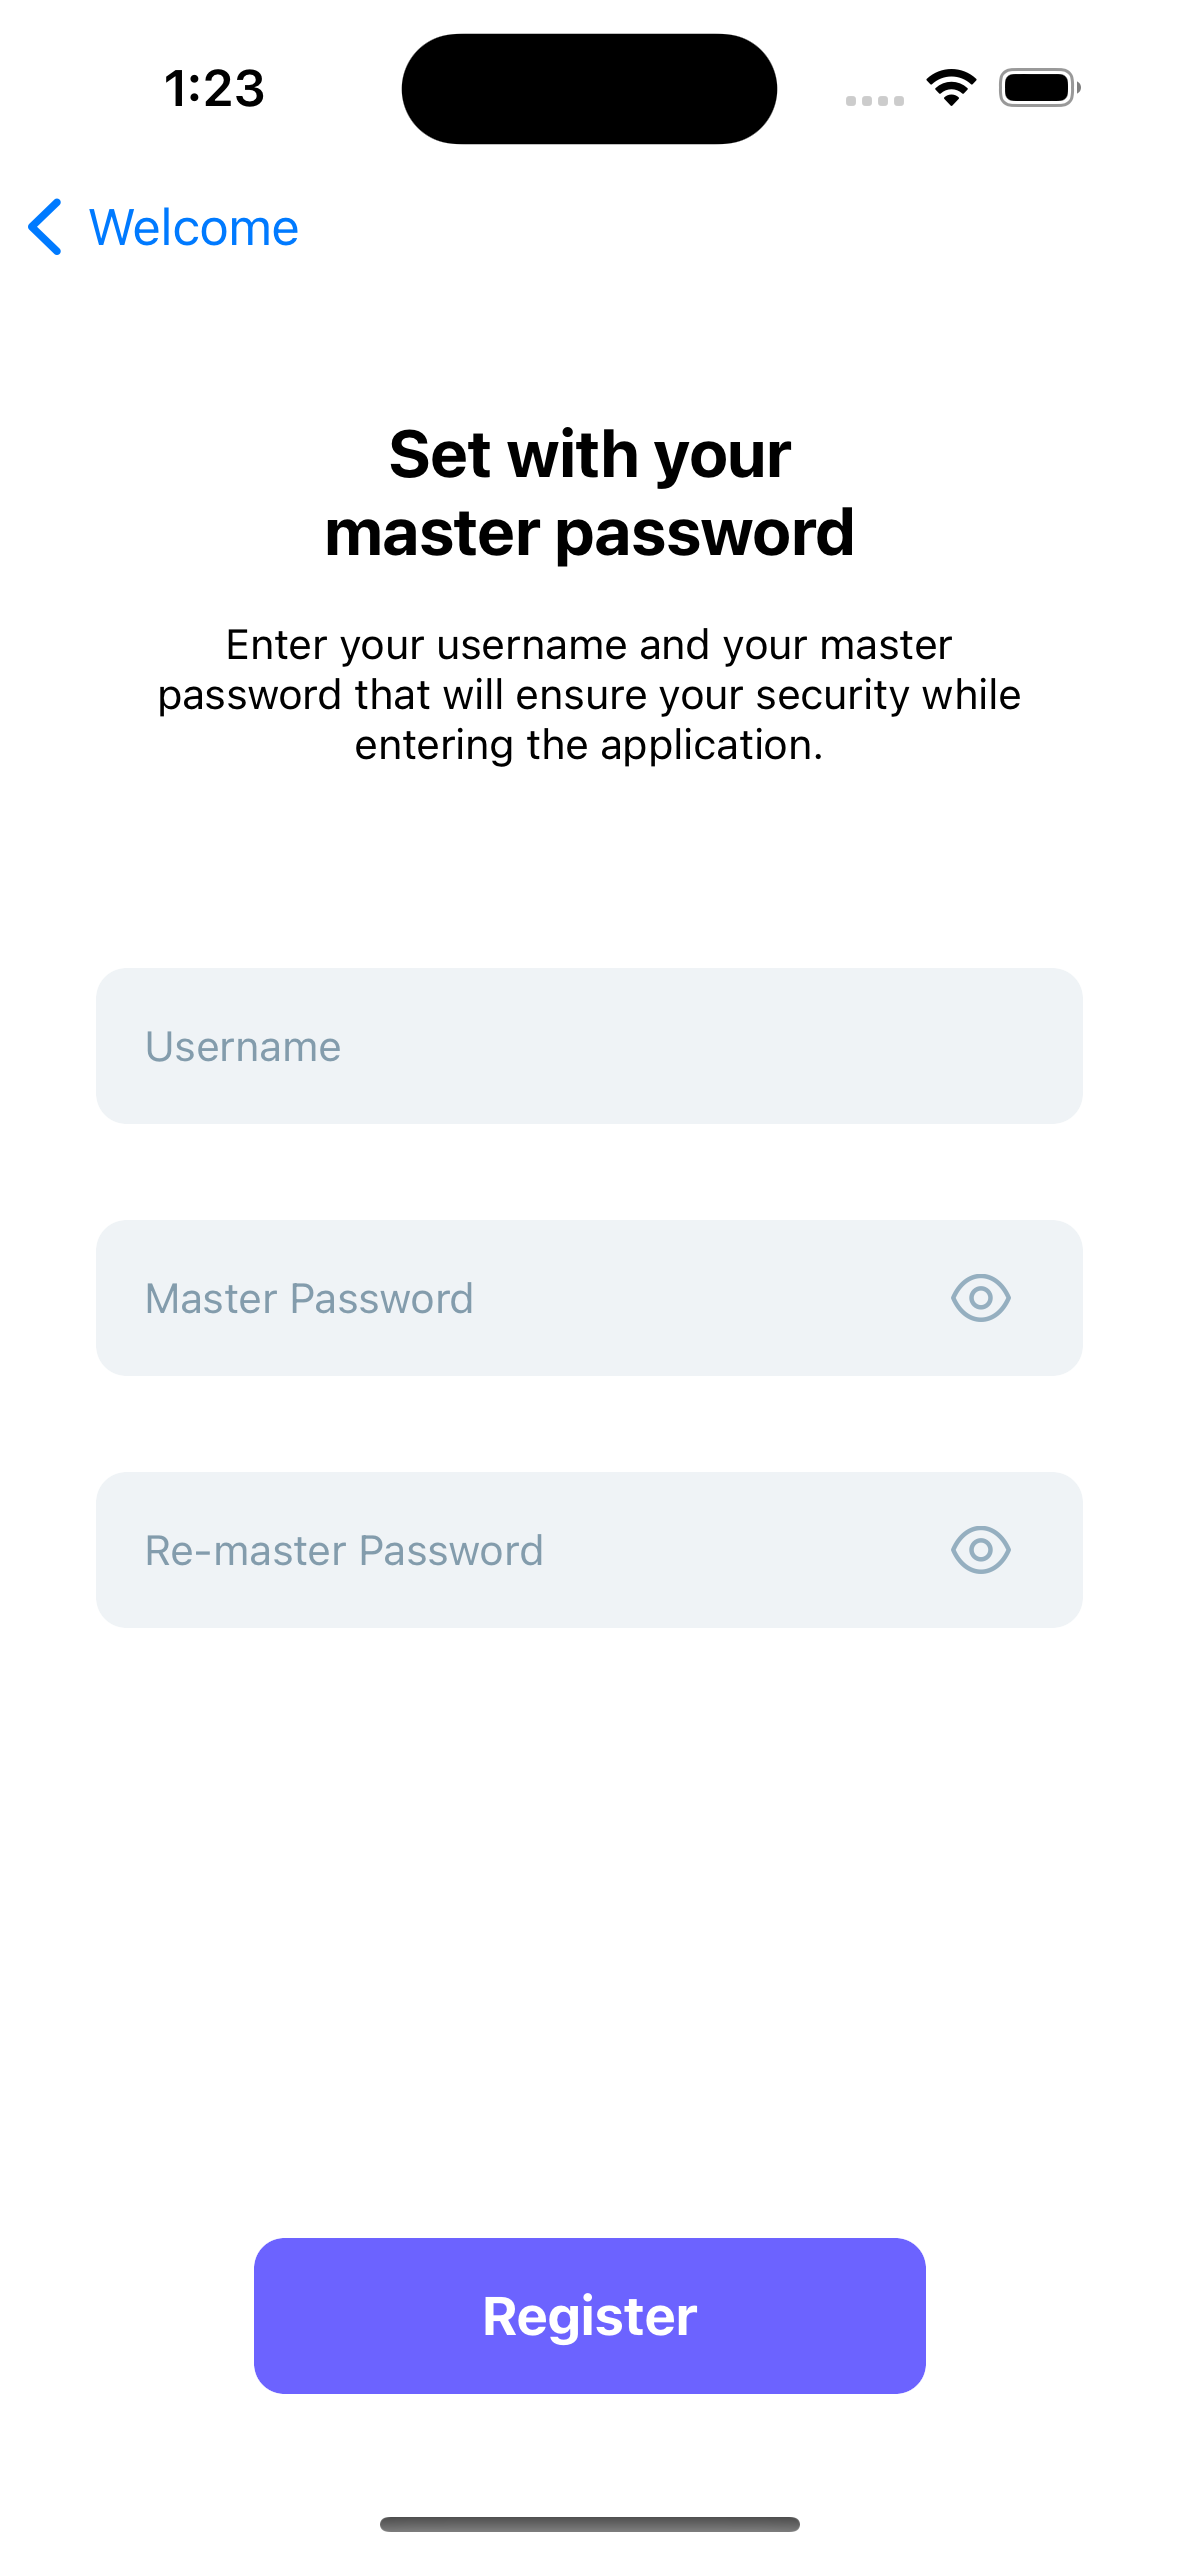 1:23
Welcome
Set with your
master password
Enter your username and your master
password that will ensure your security while
entering the application.
Username
Master Password
Re-master Password
Register